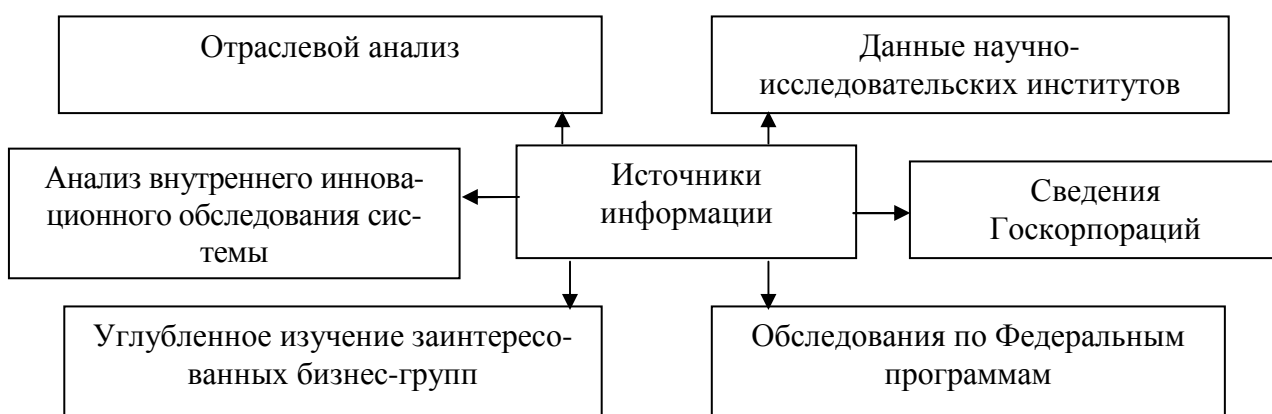 Отраслевой анализ
Данные научно-
исследовательских институтов
Анализ внутреннего иннова-
ционного обследования сис-
темы
Источники
информации
Сведения
Госкорпораций
Углубленное изучение заинтересо-
ванных бизнес-групп
Обследования по Федеральным
программам